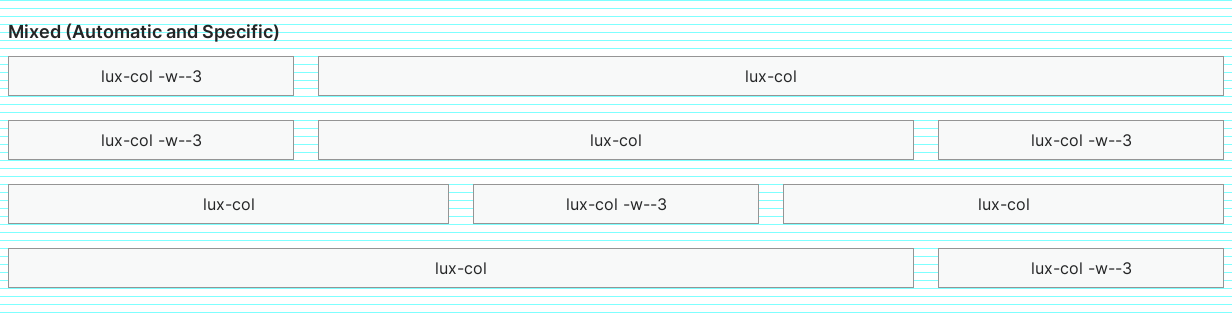 Mixed (Automatic and Specific)
lux-col -w--3 lux-col
lux-col -w--3 lux-col lux-col -w--3
lux-col lux-col -w--3 lux-col
lux-col lux-col -w--3